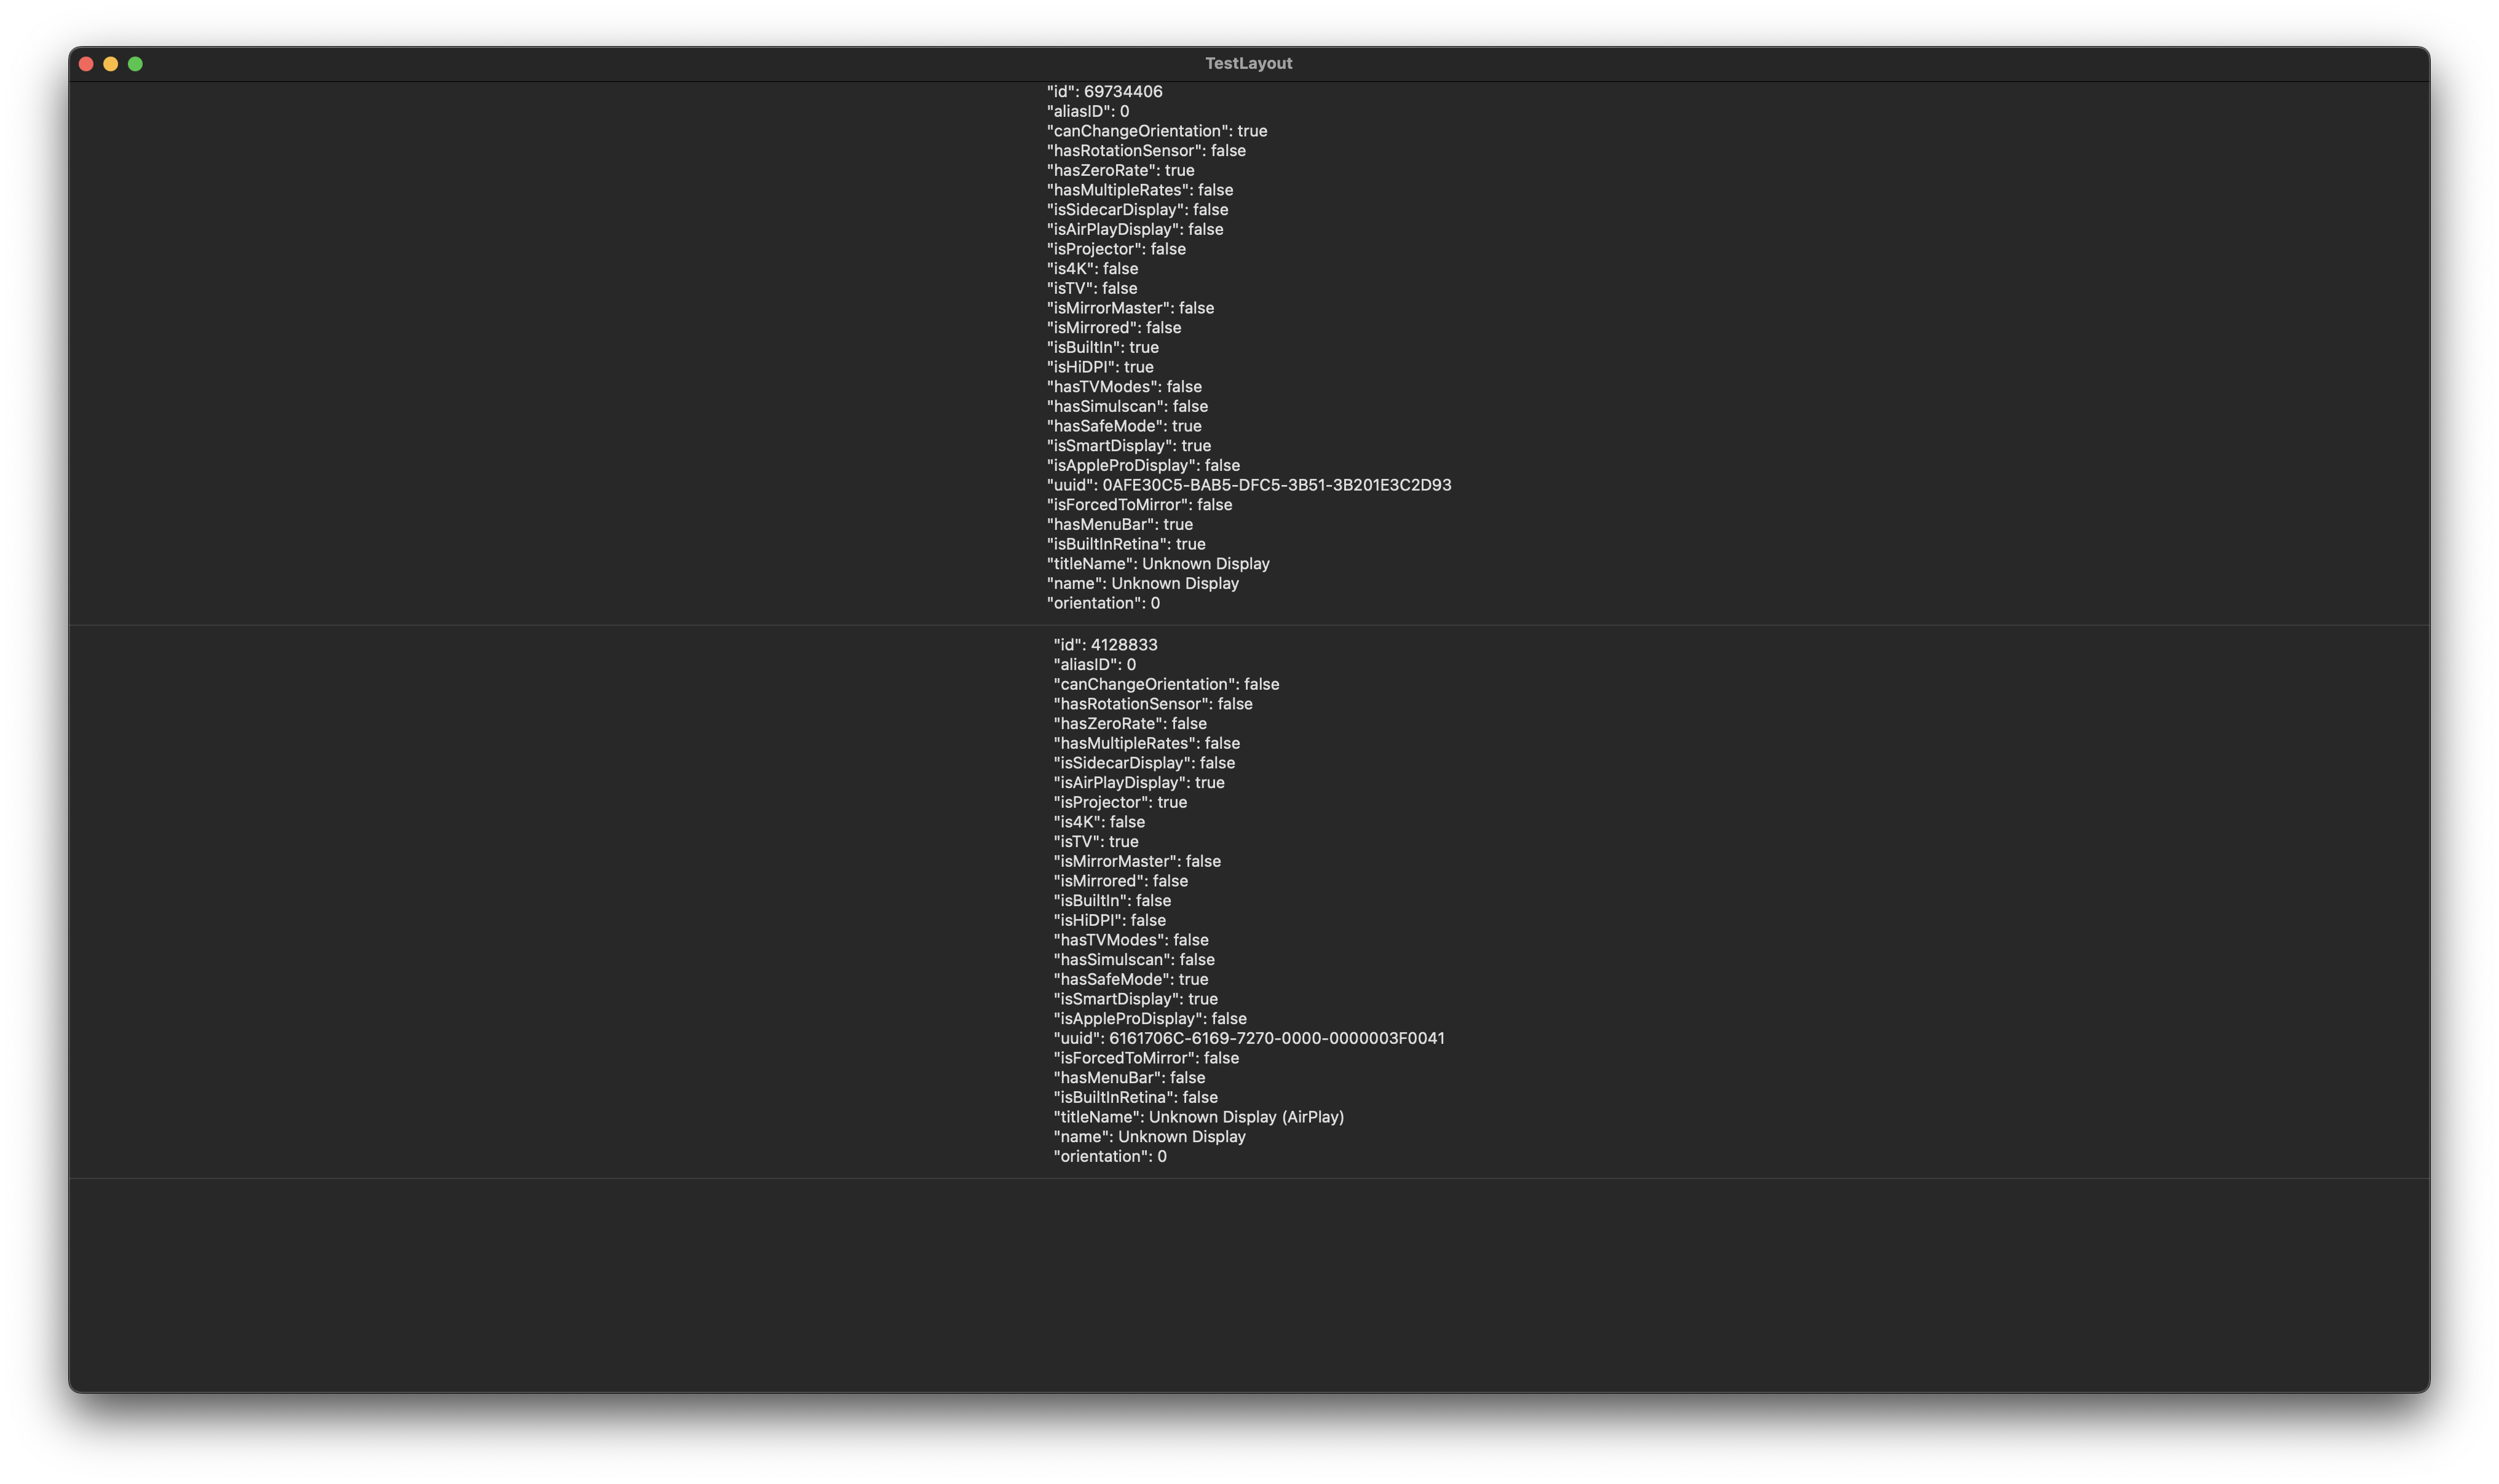 TestLayout
"id": 69734406
"aliasID": 0
"canChangeOrientation": true
"hasRotationSensor": false
"hasZeroRate": true
"hasMultipleRates": false
"isSidecarDisplay": false
"isAirPlayDisplay": false
"isProjector": false
"is4K": false
"isTV": false
"isMirrorMaster": false
"isMirrored": false
"isBuiltIn": true
"isHiDPI": true
"hasTVModes": false
"hasSimulscan": false
"hasSafeMode": true
"isSmartDisplay": true
"isAppleProDisplay": false
"uuid": 0AFE30C5-BAB5-DFC5-3B51-3B201E3C2D93
"isForcedToMirror": false
"hasMenuBar": true
"isBuiltInRetina": true
"titleName": Unknown Display
"name": Unknown Display
"orientation": 0
"id": 4128833
"aliasID": 0
"canChangeOrientation": false
"hasRotationSensor": false
"hasZeroRate": false
"hasMultipleRates": false
"isSidecarDisplay": false
"isAirPlayDisplay": true
"isProjector": true
"is4K": false
"isTV": true
"isMirrorMaster": false
"isMirrored": false
"isBuiltIn": false
"isHiDPI": false
"hasTVModes": false
"hasSimulscan": false
"hasSafeMode": true
"isSmartDisplay": true
"isAppleProDisplay": false
"uuid": 6161706C-6169-7270-0000-0000003F0041
"isForcedToMirror": false
"hasMenuBar": false
"isBuiltInRetina": false
"titleName": Unknown Display (AirPlay)
"name": Unknown Display
"orientation": 0